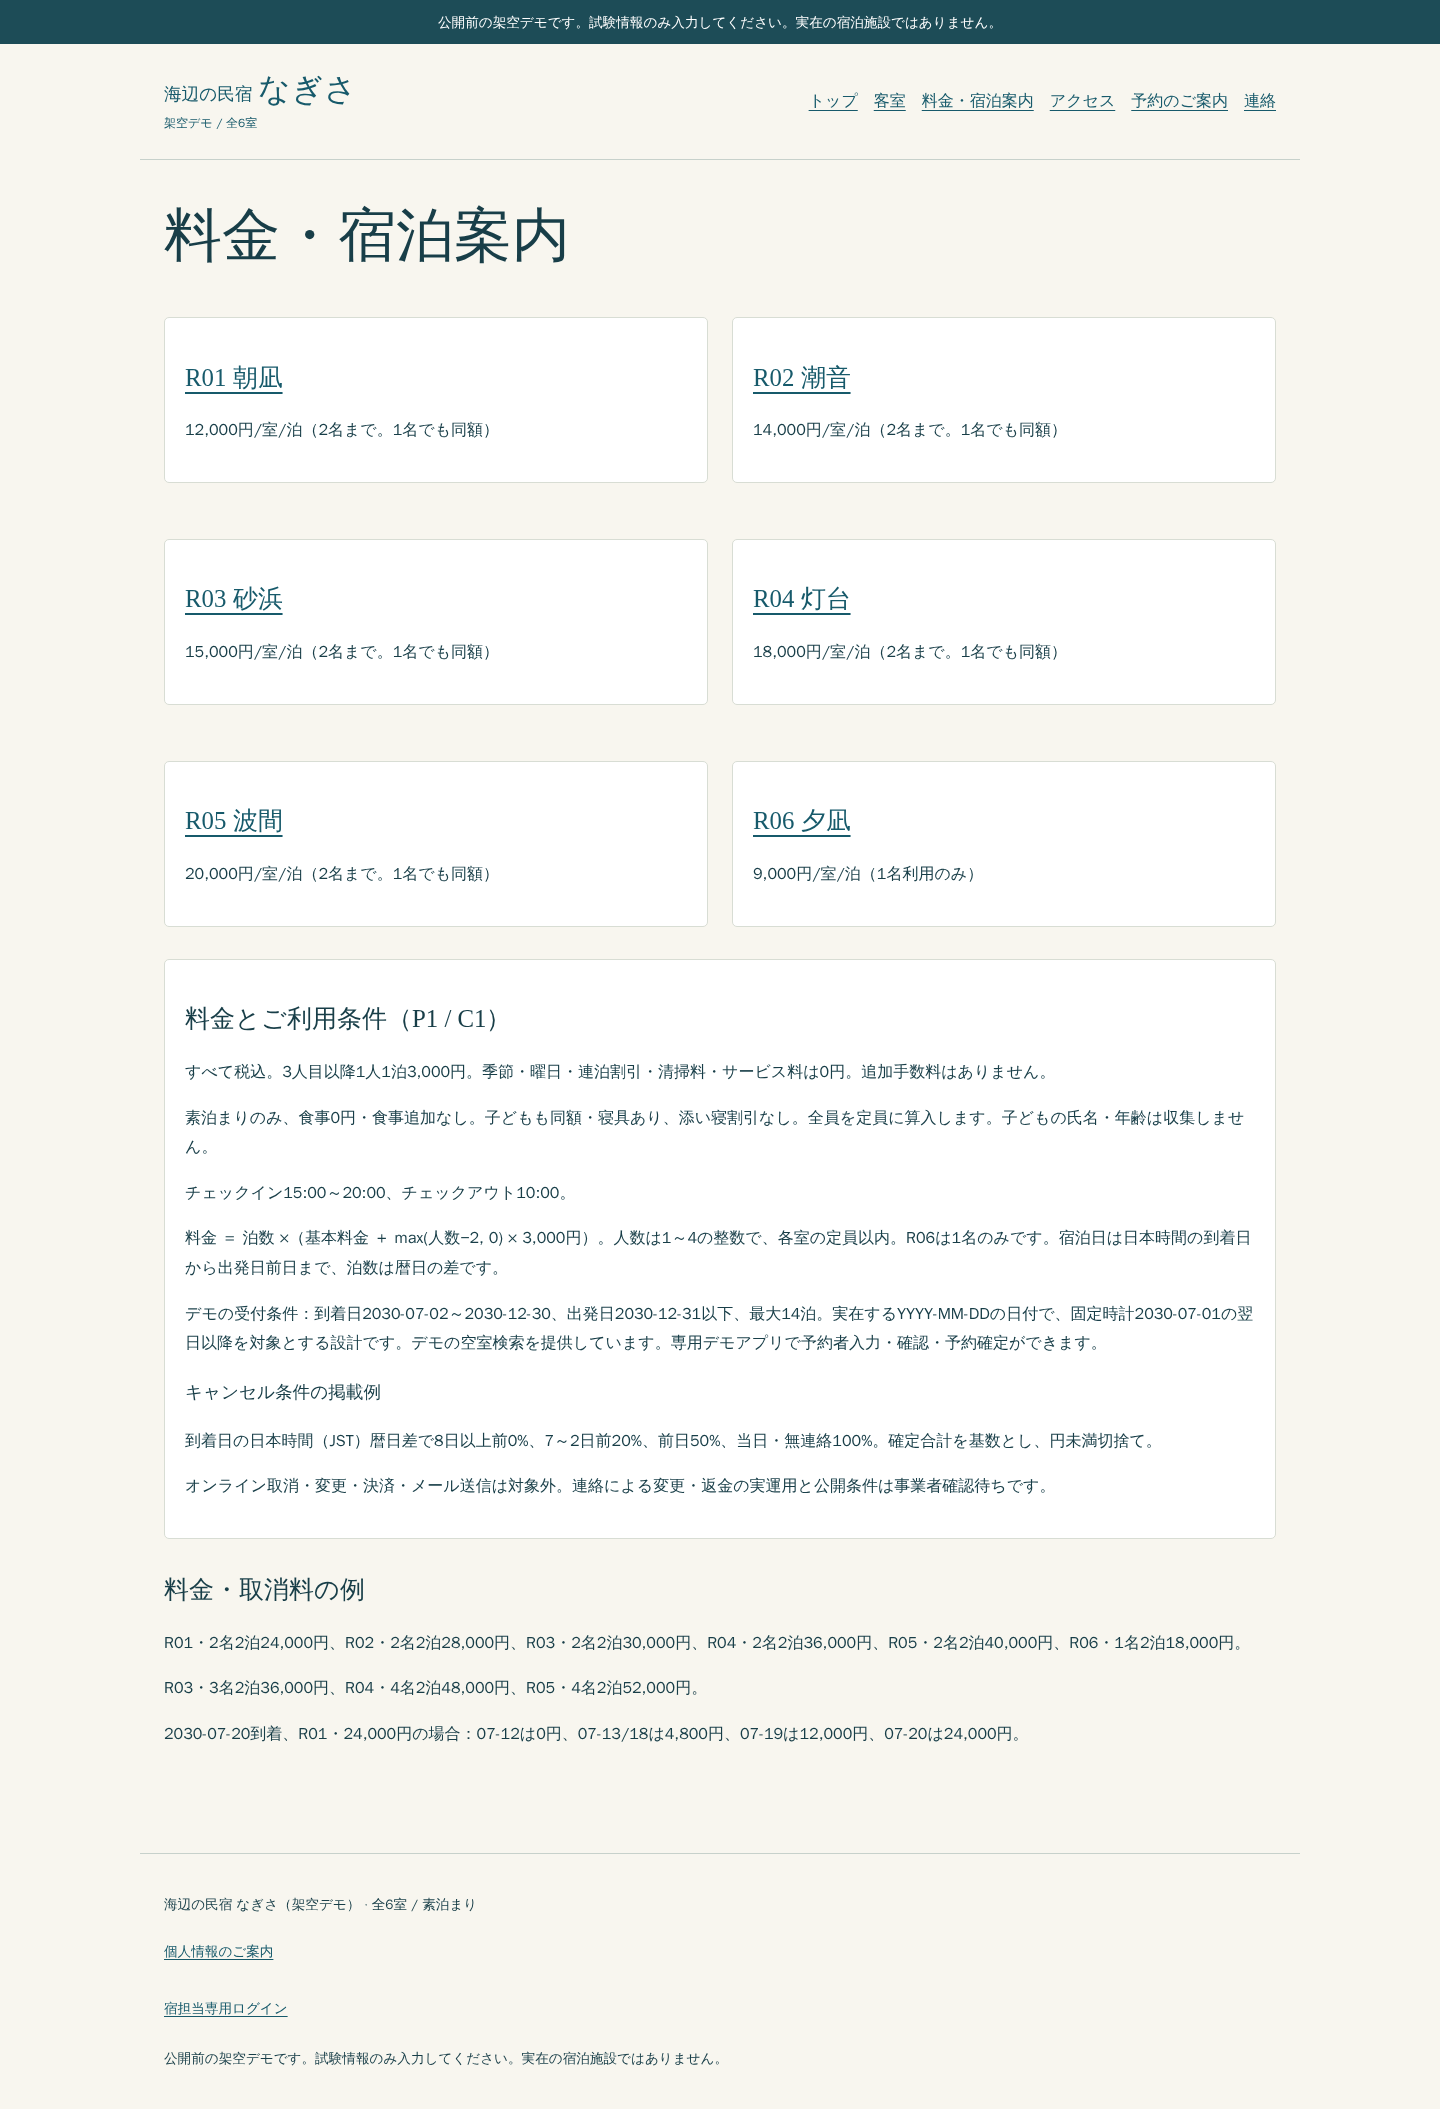 公開前の架空デモです。試験情報のみ入力してください。実在の宿泊施設ではありません。
海辺の民宿 なぎさ
架空デモ / 全6室
トップ 客室 料金・宿泊案内 アクセス 予約のご案内 連絡
料金・宿泊案内
R01 朝凪
12,000円/室/泊（2名まで。1名でも同額）
R02 潮音
14,000円/室/泊（2名まで。1名でも同額）
R03 砂浜
15,000円/室/泊（2名まで。1名でも同額）
R04 灯台
18,000円/室/泊（2名まで。1名でも同額）
R05 波間
20,000円/室/泊（2名まで。1名でも同額）
R06 夕凪
9,000円/室/泊（1名利用のみ）
料金とご利用条件（P1 / C1）
すべて税込。3人目以降1人1泊3,000円。季節・曜日・連泊割引・清掃料・サービス料は0円。追加手数料はありません。
素泊まりのみ、食事0円・食事追加なし。子どもも同額・寝具あり、添い寝割引なし。全員を定員に算入します。子どもの氏名・年齢は収集しませ
ん。
チェックイン15:00～20:00、チェックアウト10:00。
料金 ＝ 泊数 ×（基本料金 ＋ max(人数−2, 0) × 3,000円）。人数は1～4の整数で、各室の定員以内。R06は1名のみです。宿泊日は日本時間の到着日
から出発日前日まで、泊数は暦日の差です。
デモの受付条件：到着日2030-07-02～2030-12-30、出発日2030-12-31以下、最大14泊。実在するYYYY-MM-DDの日付で、固定時計2030-07-01の翌
日以降を対象とする設計です。デモの空室検索を提供しています。専用デモアプリで予約者入力・確認・予約確定ができます。
キャンセル条件の掲載例
到着日の日本時間（JST）暦日差で8日以上前0%、7～2日前20%、前日50%、当日・無連絡100%。確定合計を基数とし、円未満切捨て。
オンライン取消・変更・決済・メール送信は対象外。連絡による変更・返金の実運用と公開条件は事業者確認待ちです。
料金・取消料の例
R01・2名2泊24,000円、R02・2名2泊28,000円、R03・2名2泊30,000円、R04・2名2泊36,000円、R05・2名2泊40,000円、R06・1名2泊18,000円。
R03・3名2泊36,000円、R04・4名2泊48,000円、R05・4名2泊52,000円。
2030-07-20到着、R01・24,000円の場合：07-12は0円、07-13/18は4,800円、07-19は12,000円、07-20は24,000円。
海辺の民宿 なぎさ（架空デモ） · 全6室 / 素泊まり
個人情報のご案内
宿担当専用ログイン
公開前の架空デモです。試験情報のみ入力してください。実在の宿泊施設ではありません。